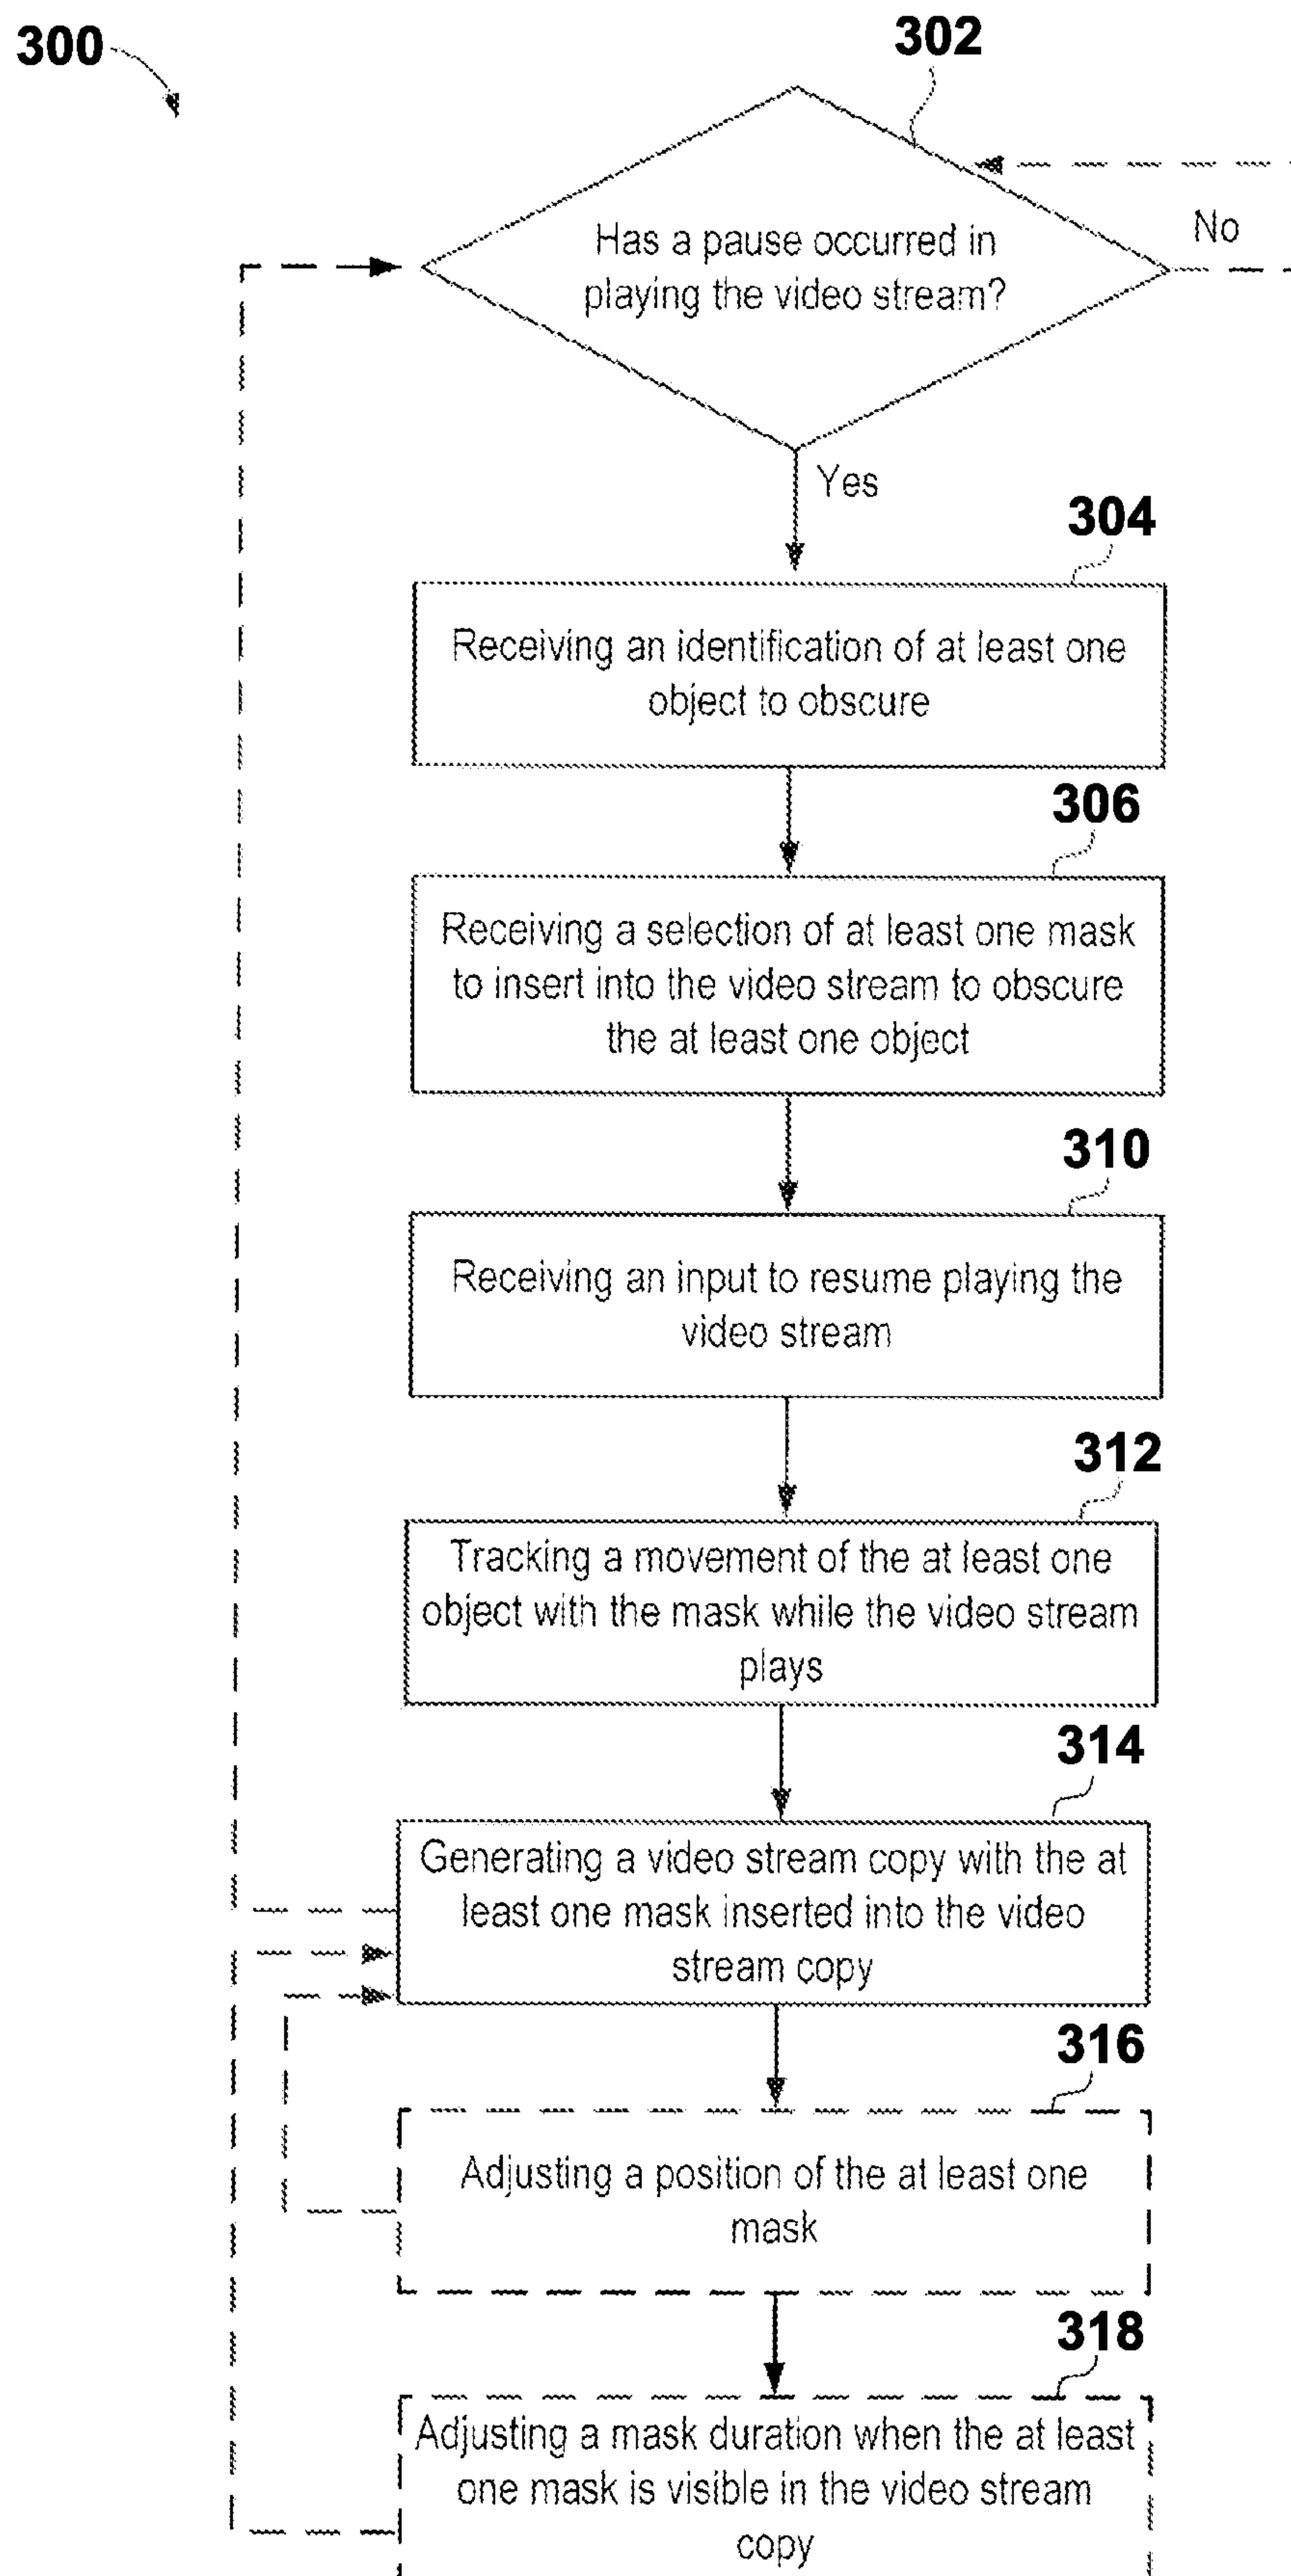 300
302
Has a pause occurred in
playing the video stream?
No
Yes
304
Receiving an identification of at least one
object to obscure
306
Receiving a selection of at least one mask
to insert into the video stream to obscure
the at least one object
310
Receiving an input to resume playing the
video stream
312
Tracking a movement of the at least one
object with the mask while the video stream
plays
314
Generating a video stream copy with the at
least one mask inserted into the video
stream copy
316
Adjusting a position of the at least one
mask
318
Adjusting a mask duration when the at least
one mask is visible in the video stream
copy